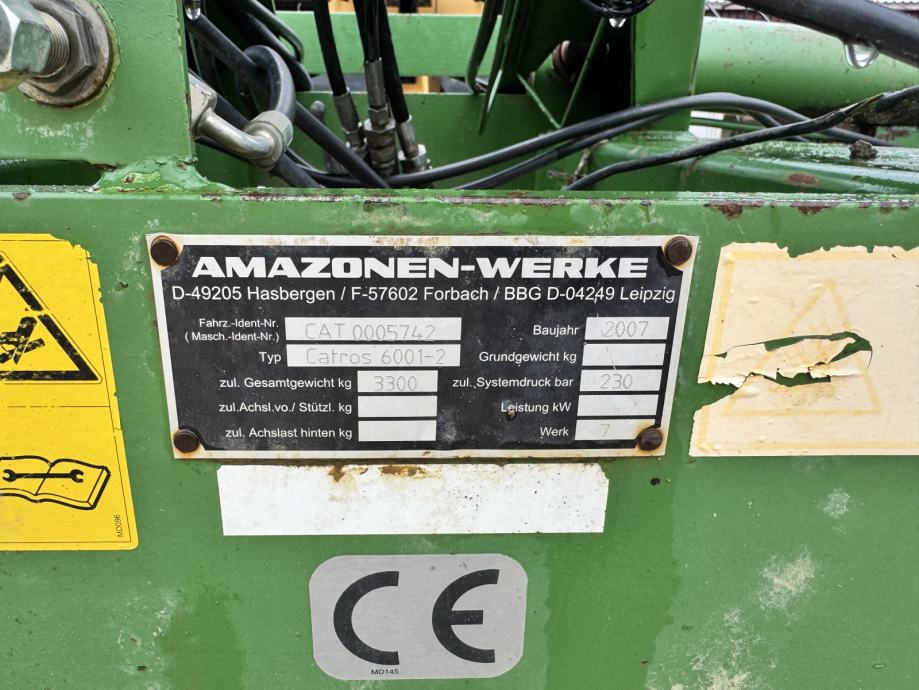 AMAZONEN-WERKE
D-49205 Hasbergen / F-57602 Forbach / BBG D-04249 Leipzig
Fahrz.-Ident-Nr.
( Masch.-Ident-Nr.) CAT 0005742 Baujahr 2007
Typ Catros 6001-2 Grundgewicht kg
zul. Gesamtgewicht kg 3300 zul. Systemdruck bar 230
zul. Achsl.vo./ Stützl. kg Leistung kW
zul. Achslast hinten kg Werk 7
MD096
CE
MD145